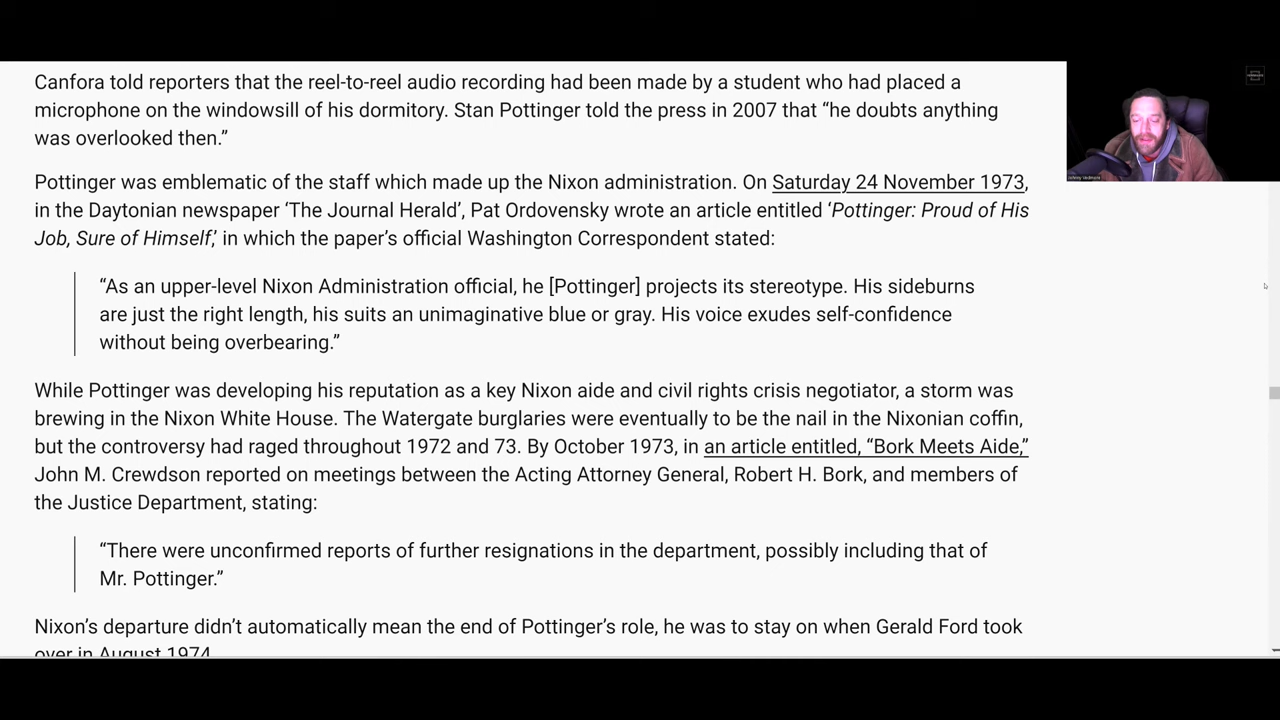 Canfora told reporters that the reel-to-reel audio recording had been made by a student who had placed a
microphone on the windowsill of his dormitory. Stan Pottinger told the press in 2007 that “he doubts anything
was overlooked then.”
Pottinger was emblematic of the staff which made up the Nixon administration. On Saturday 24 November 1973,
in the Daytonian newspaper ‘The Journal Herald’, Pat Ordovensky wrote an article entitled ‘Pottinger: Proud of His
Job, Sure of Himself,’ in which the paper’s official Washington Correspondent stated:
“As an upper-level Nixon Administration official, he [Pottinger] projects its stereotype. His sideburns
are just the right length, his suits an unimaginative blue or gray. His voice exudes self-confidence
without being overbearing.”
While Pottinger was developing his reputation as a key Nixon aide and civil rights crisis negotiator, a storm was
brewing in the Nixon White House. The Watergate burglaries were eventually to be the nail in the Nixonian coffin,
but the controversy had raged throughout 1972 and 73. By October 1973, in an article entitled, “Bork Meets Aide,”
John M. Crewdson reported on meetings between the Acting Attorney General, Robert H. Bork, and members of
the Justice Department, stating:
“There were unconfirmed reports of further resignations in the department, possibly including that of
Mr. Pottinger.”
Nixon’s departure didn’t automatically mean the end of Pottinger’s role, he was to stay on when Gerald Ford took
over in August 1974.